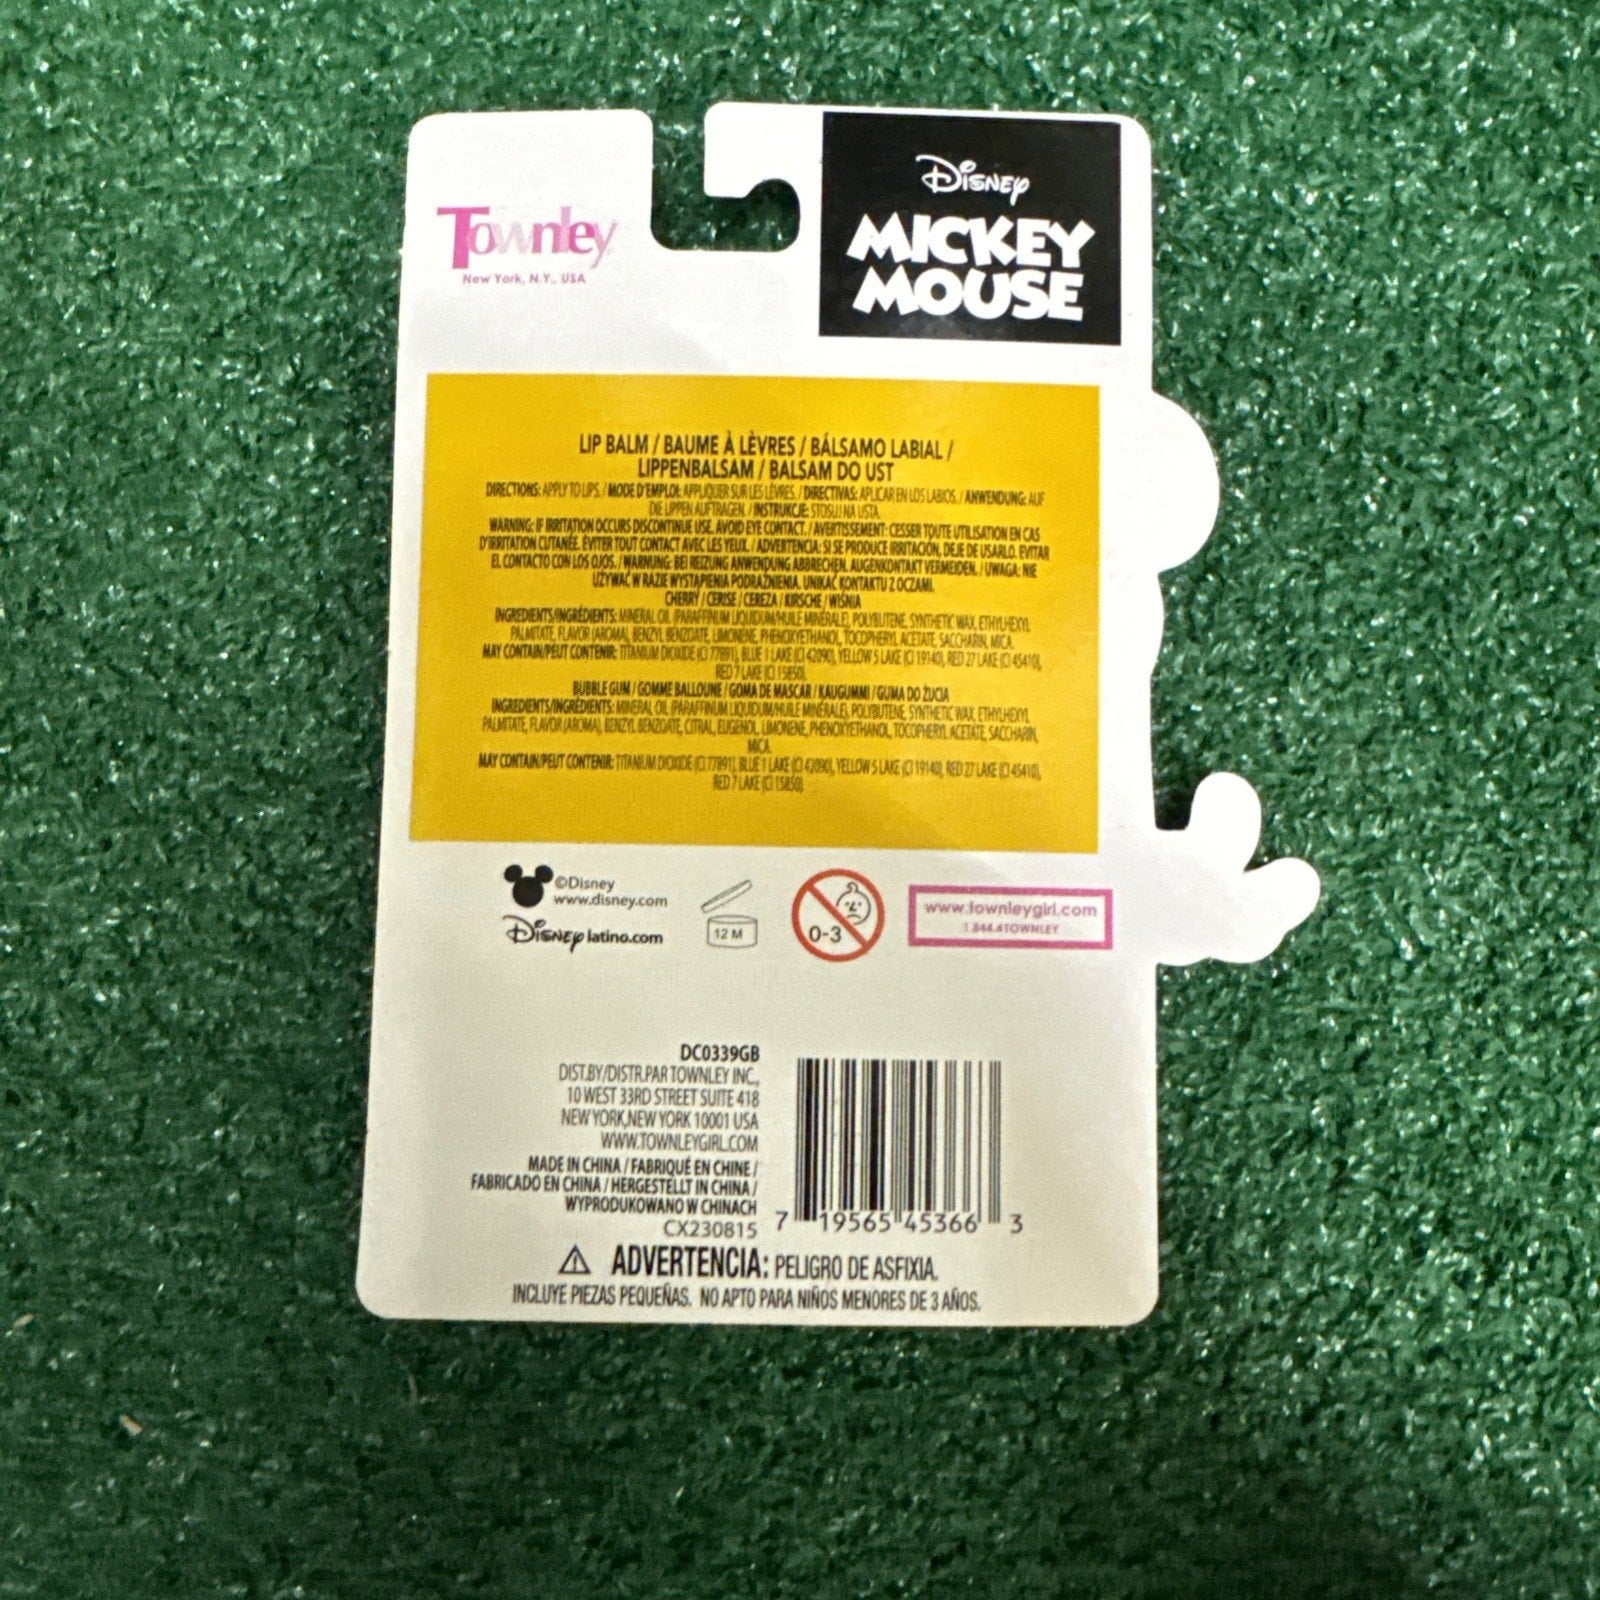 Townley
New York, N.Y., USA
Disney
MICKEY
MOUSE
LIP BALM / BAUME À LÈVRES / BÁLSAMO LABIAL /
LIPPENBALSAM / BALSAM DO UST
DIRECTIONS: APPLY TO LIPS. / MODE D'EMPLOI: APPLIQUER SUR LES LÈVRES. / DIRECTIVAS: APLICAR EN LOS LABIOS. / ANWENDUNG: AUF
DIE LIPPEN AUFTRAGEN. / INSTRUKCJE: STOSUJ NA USTA.
WARNING: IF IRRITATION OCCURS DISCONTINUE USE. AVOID EYE CONTACT. / AVERTISSEMENT: CESSER TOUTE UTILISATION EN CAS
D'IRRITATION CUTANÉE. ÉVITER TOUT CONTACT AVEC LES YEUX. / ADVERTENCIA: SI SE PRODUCE IRRITACIÓN, DEJE DE USARLO. EVITAR
EL CONTACTO CON LOS OJOS. / WARNUNG: BEI REIZUNG ANWENDUNG ABBRECHEN. AUGENKONTAKT VERMEIDEN. / UWAGA: NIE
UŻYWAĆ W RAZIE WYSTĄPIENIA PODRAŻNIENIA. UNIKAĆ KONTAKTU Z OCZAMI.
CHERRY / CERISE / CEREZA / KIRSCHE / WIŚNIA
INGREDIENTS/INGRÉDIENTS: MINERAL OIL (PARAFFINUM LIQUIDUM/HUILE MINÉRALE), POLYBUTENE, SYNTHETIC WAX, ETHYLHEXYL
PALMITATE, FLAVOR (AROMA), BENZYL BENZOATE, LIMONENE, PHENOXYETHANOL, TOCOPHERYL ACETATE, SACCHARIN, MICA.
MAY CONTAIN/PEUT CONTENIR: TITANIUM DIOXIDE (CI 77891), BLUE 1 LAKE (CI 42090), YELLOW 5 LAKE (CI 19140), RED 27 LAKE (CI 45410),
RED 7 LAKE (CI 15850).
BUBBLE GUM / GOMME BALLOUNE / GOMA DE MASCAR / KAUGUMMI / GUMA DO ŻUCIA
INGREDIENTS/INGRÉDIENTS: MINERAL OIL (PARAFFINUM LIQUIDUM/HUILE MINÉRALE), POLYBUTENE, SYNTHETIC WAX, ETHYLHEXYL
PALMITATE, FLAVOR (AROMA), BENZYL BENZOATE, CITRAL, EUGENOL, LIMONENE, PHENOXYETHANOL, TOCOPHERYL ACETATE, SACCHARIN,
MICA.
MAY CONTAIN/PEUT CONTENIR: TITANIUM DIOXIDE (CI 77891), BLUE 1 LAKE (CI 42090), YELLOW 5 LAKE (CI 19140), RED 27 LAKE (CI 45410),
RED 7 LAKE (CI 15850).
©Disney
www.disney.com
Disney latino.com
12 M
0-3
www.townleygirl.com
1.844.4TOWNLEY
DC0339GB
DIST.BY/DISTR.PAR TOWNLEY INC.,
10 WEST 33RD STREET SUITE 418
NEW YORK,NEW YORK 10001 USA
WWW.TOWNLEYGIRL.COM
MADE IN CHINA / FABRIQUÉ EN CHINE /
FABRICADO EN CHINA / HERGESTELLT IN CHINA /
WYPRODUKOWANO W CHINACH
CX230815
7 19565 45366 3
ADVERTENCIA: PELIGRO DE ASFIXIA.
INCLUYE PIEZAS PEQUEÑAS. NO APTO PARA NIÑOS MENORES DE 3 AÑOS.